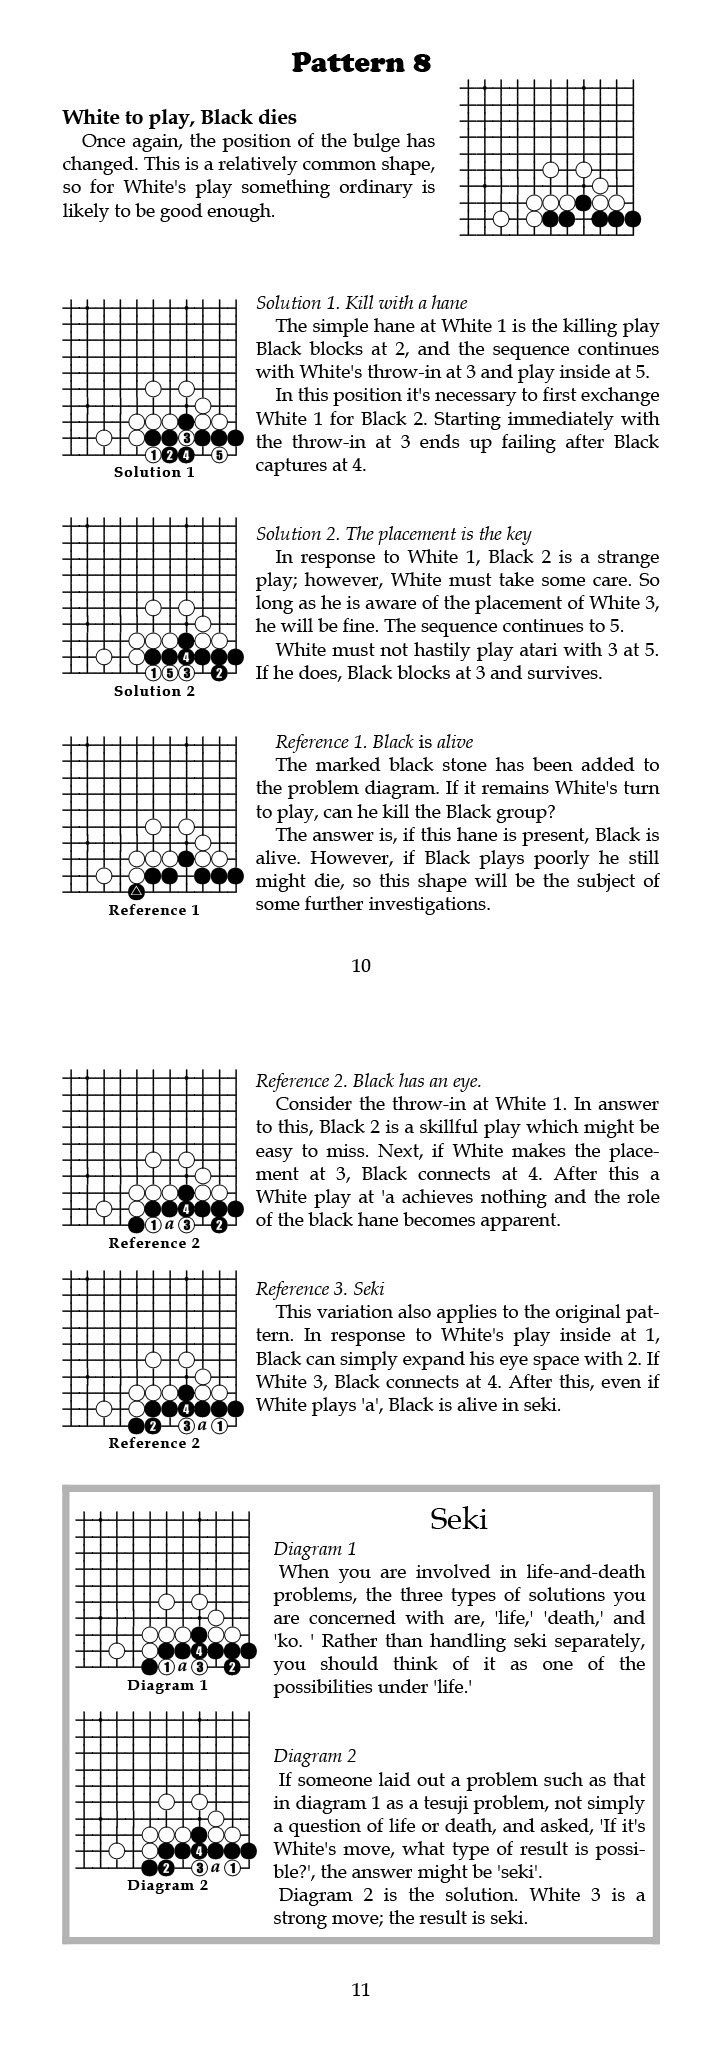 Pattern 8
White to play, Black dies
Once again, the position of the bulge has
changed. This is a relatively common shape,
so for White's play something ordinary is
likely to be good enough.
Solution 1. Kill with a hane
The simple hane at White 1 is the killing play
Black blocks at 2, and the sequence continues
with White's throw-in at 3 and play inside at 5.
In this position it's necessary to first exchange
White 1 for Black 2. Starting immediately with
the throw-in at 3 ends up failing after Black
captures at 4.
3
1 2 4 5
Solution 1
Solution 2. The placement is the key
In response to White 1, Black 2 is a strange
play; however, White must take some care. So
long as he is aware of the placement of White 3,
he will be fine. The sequence continues to 5.
White must not hastily play atari with 3 at 5.
If he does, Black blocks at 3 and survives.
4
1 5 3 2
Solution 2
Reference 1. Black is alive
The marked black stone has been added to
the problem diagram. If it remains White's turn
to play, can he kill the Black group?
The answer is, if this hane is present, Black is
alive. However, if Black plays poorly he still
might die, so this shape will be the subject of
some further investigations.
Reference 1
10
Reference 2. Black has an eye.
Consider the throw-in at White 1. In answer
to this, Black 2 is a skillful play which might be
easy to miss. Next, if White makes the place-
ment at 3, Black connects at 4. After this a
White play at 'a achieves nothing and the role
of the black hane becomes apparent.
4
1 a 3 2
Reference 2
Reference 3. Seki
This variation also applies to the original pat-
tern. In response to White's play inside at 1,
Black can simply expand his eye space with 2. If
White 3, Black connects at 4. After this, even if
White plays 'a', Black is alive in seki.
4
2 3 a 1
Reference 2
Seki
Diagram 1
When you are involved in life-and-death
problems, the three types of solutions you
are concerned with are, 'life,' 'death,' and
'ko. ' Rather than handling seki separately,
you should think of it as one of the
possibilities under 'life.'
4
1 a 3 2
Diagram 1
Diagram 2
If someone laid out a problem such as that
in diagram 1 as a tesuji problem, not simply
a question of life or death, and asked, 'If it's
White's move, what type of result is possi-
ble?', the answer might be 'seki'.
Diagram 2 is the solution. White 3 is a
strong move; the result is seki.
4
2 3 a 1
Diagram 2
11